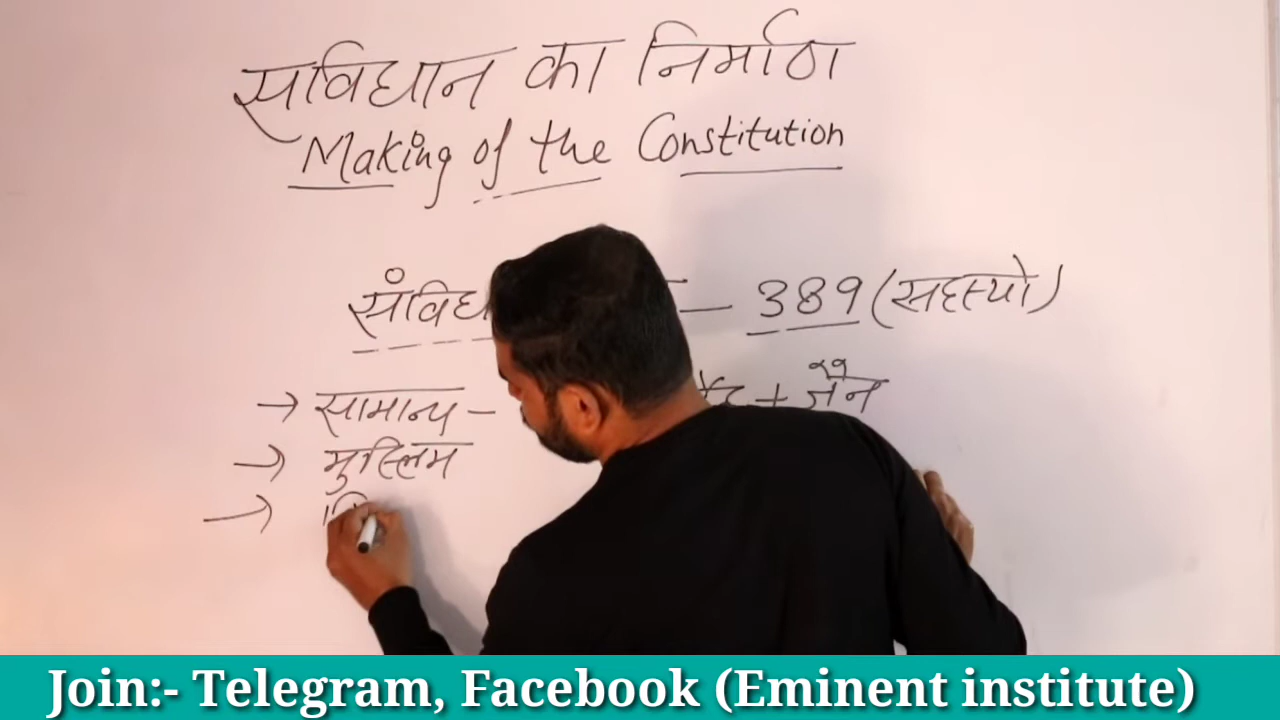 संविधान का निर्माण
Making of the Constitution
— 389 (सदस्यो)
→ सामान्य - + जैन
→ मुस्लिम
→
Join:- Telegram, Facebook (Eminent institute)